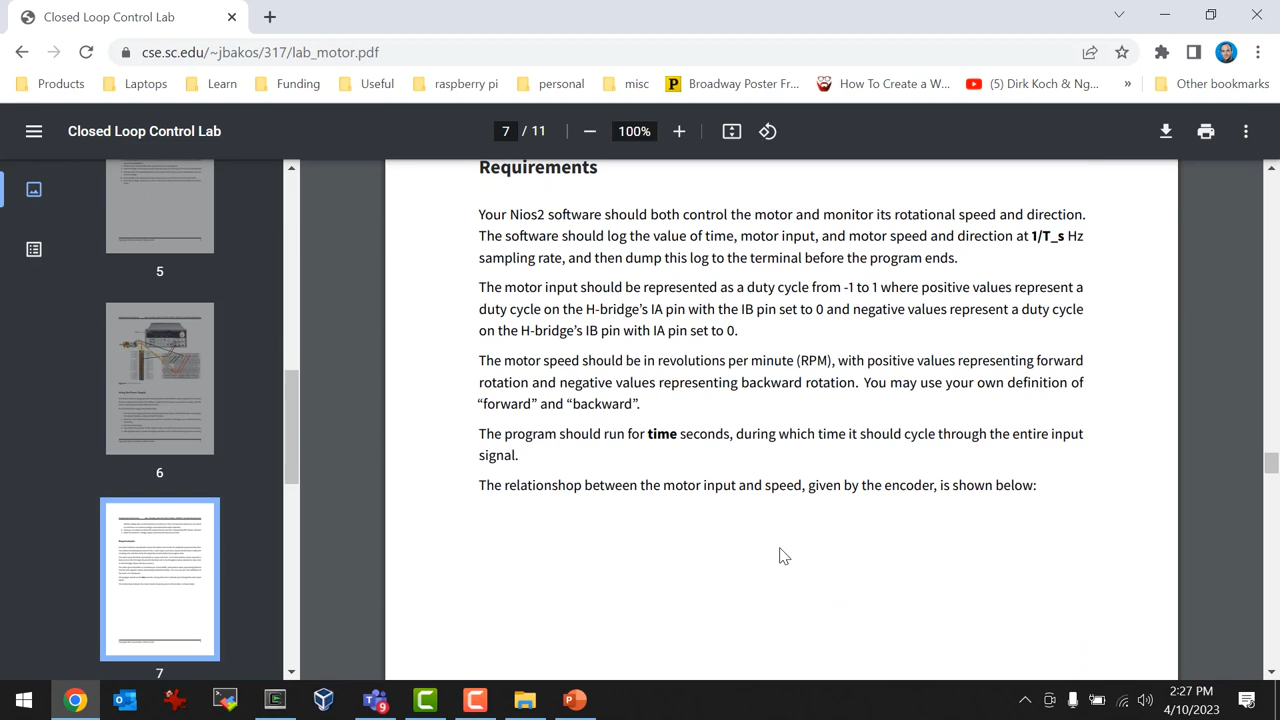 Closed Loop Control Lab
cse.sc.edu/~jbakos/317/lab_motor.pdf
Products
Laptops
Learn
Funding
Useful
raspberry pi
personal
misc
Broadway Poster Fr...
How To Create a W...
(5) Dirk Koch & Ng...
»
Other bookmarks
Closed Loop Control Lab
7 / 11
100%
5
6
7
Requirements
Your Nios2 software should both control the motor and monitor its rotational speed and direction.
The software should log the value of time, motor input, and motor speed and direction at 1/T_s Hz
sampling rate, and then dump this log to the terminal before the program ends.
The motor input should be represented as a duty cycle from -1 to 1 where positive values represent a
duty cycle on the H-bridge's IA pin with the IB pin set to 0 and negative values represent a duty cycle
on the H-bridge's IB pin with IA pin set to 0.
The motor speed should be in revolutions per minute (RPM), with positive values representing forward
rotation and negative values representing backward rotation. You may use your own definition of
“forward” and “backward”.
The program should run for time seconds, during which time it should cycle through the entire input
signal.
The relationshop between the motor input and speed, given by the encoder, is shown below:
9
2:27 PM
4/10/2023